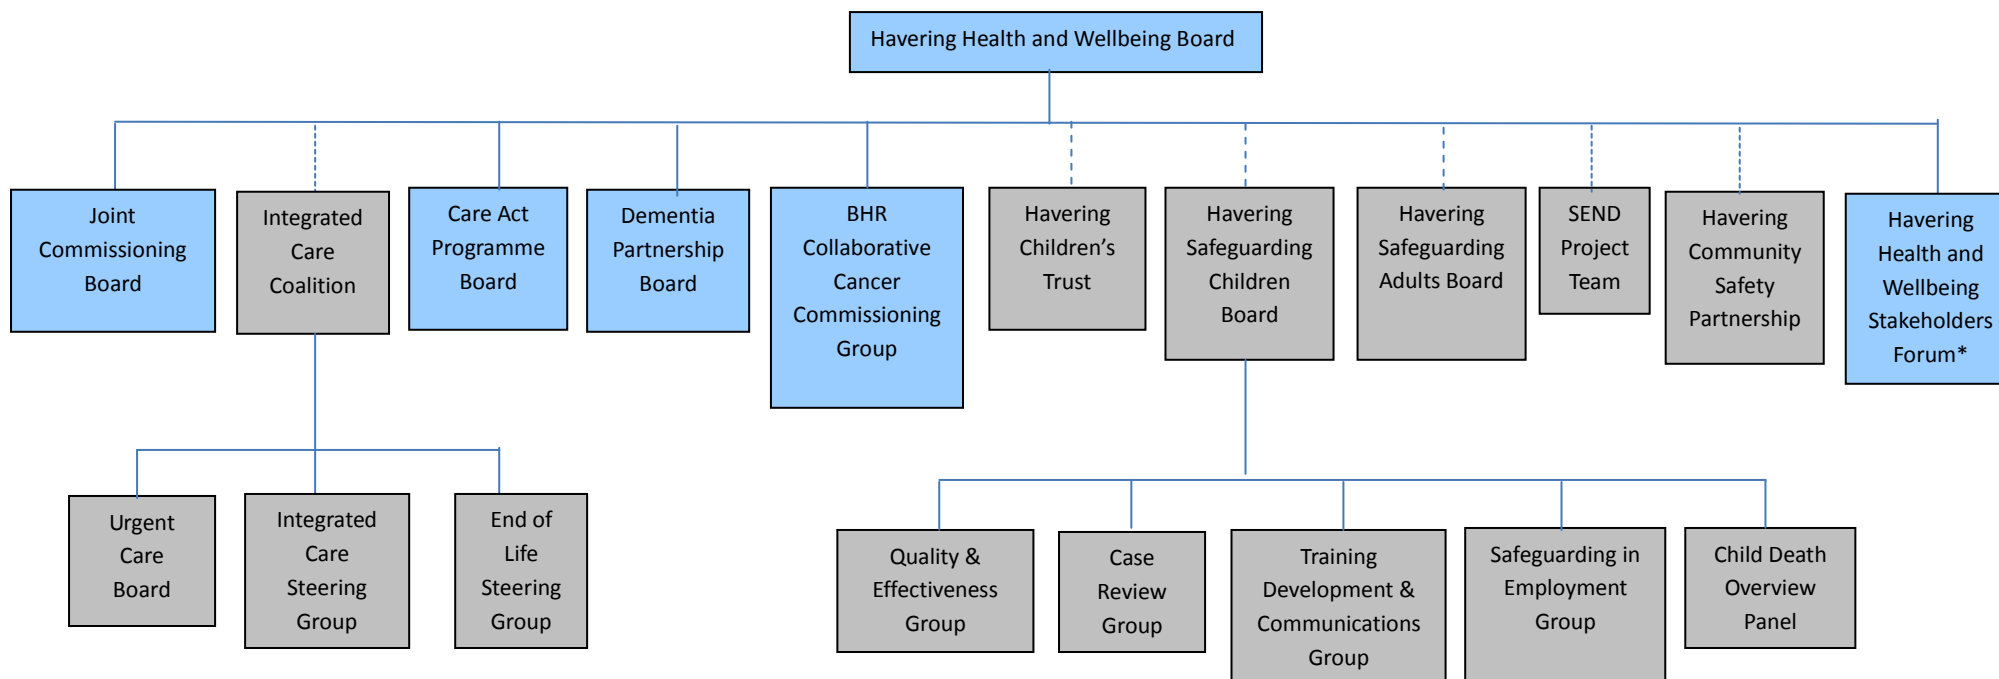 Havering Health and Wellbeing Board
Joint
Commissioning
Board
Integrated
Care
Coalition
Care Act
Programme
Board
Dementia
Partnership
Board
BHR
Collaborative
Cancer
Commissioning
Group
Havering
Children’s
Trust
Havering
Safeguarding
Children
Board
Havering
Safeguarding
Adults Board
SEND
Project
Team
Havering
Community
Safety
Partnership
Havering
Health and
Wellbeing
Stakeholders
Forum*
Urgent
Care
Board
Integrated
Care
Steering
Group
End of
Life
Steering
Group
Quality &
Effectiveness
Group
Case
Review
Group
Training
Development &
Communications
Group
Safeguarding in
Employment
Group
Child Death
Overview
Panel